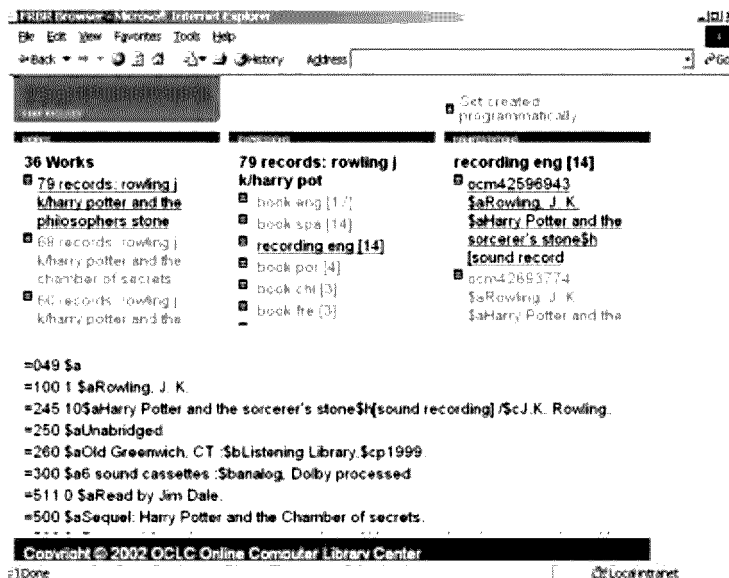 FRBR Browser - Microsoft Internet Explorer
File Edit View Favorites Tools Help
Back History Address Go
Set created
programmatically
36 Works
79 records: rowling j
k/harry potter and the
philosophers stone
68 records: rowling j
k/harry potter and the
chamber of secrets
60 records: rowling j
k/harry potter and the
79 records: rowling j
k/harry pot
book eng [17]
book spa [14]
recording eng [14]
book por [4]
book chi [3]
book fre [3]
recording eng [14]
ocm42596943
$aRowling, J. K.
$aHarry Potter and the
sorcerer's stone$h
[sound record
ocm42693774
$aRowling, J. K.
$aHarry Potter and the
=049 $a
=100 1 $aRowling, J. K.
=245 10$aHarry Potter and the sorcerer's stone$h[sound recording] /$cJ.K. Rowling.
=250 $aUnabridged
=260 $aOld Greenwich, CT :$bListening Library,$cp1999.
=300 $a6 sound cassettes :$banalog, Dolby processed
=511 0 $aRead by Jim Dale.
=500 $aSequel: Harry Potter and the Chamber of secrets.
Copyright © 2002 OCLC Online Computer Library Center
Done Local intranet